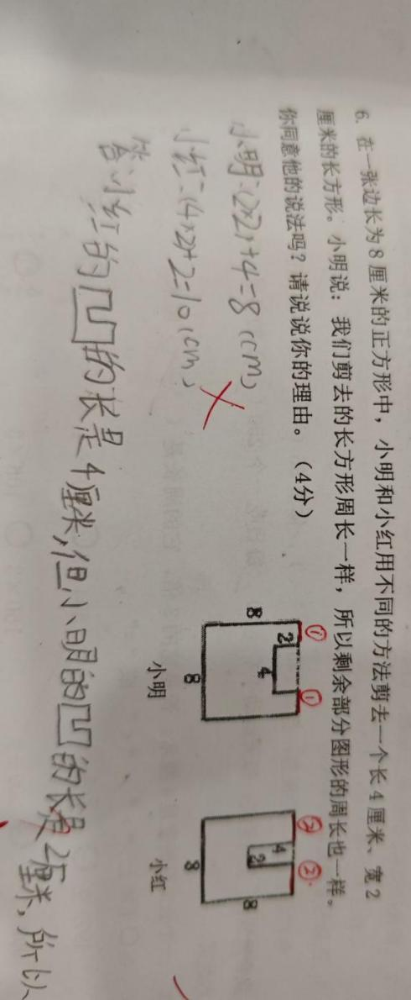 6. 在一张边长为 8 厘米的正方形中，小明和小红用不同的方法剪去一个长 4 厘米、宽 2
厘米的长方形。小明说：我们剪去的长方形周长一样，所以剩余部分图形的周长也一样。
你同意他的说法吗？请说说你的理由。（4分）
小明:(2×2)+4=8(cm)
小红:(4×2)+2=10(cm)
答:小红的凹的长是4厘米,但小明的凹的长是2厘米,所以
① ①
8 2 4
8
小明
② ②
4 2
8 8
小红